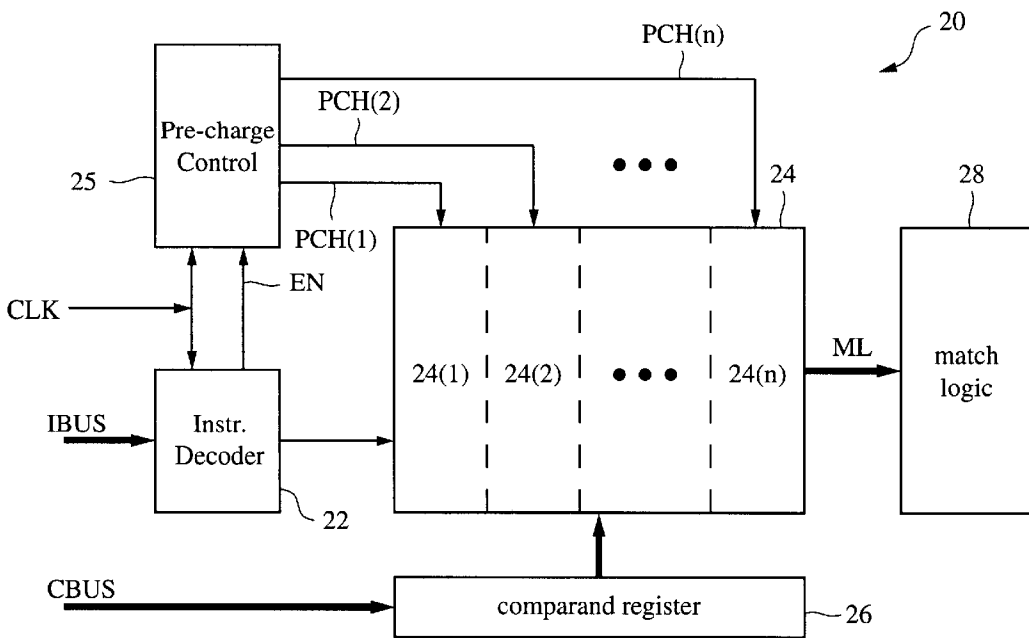 20
PCH(n)
PCH(2)
Pre-charge
Control
25
24
28
PCH(1)
EN
CLK
ML
24(1)
24(2)
24(n)
match
logic
IBUS
Instr.
Decoder
22
CBUS
comparand register
26